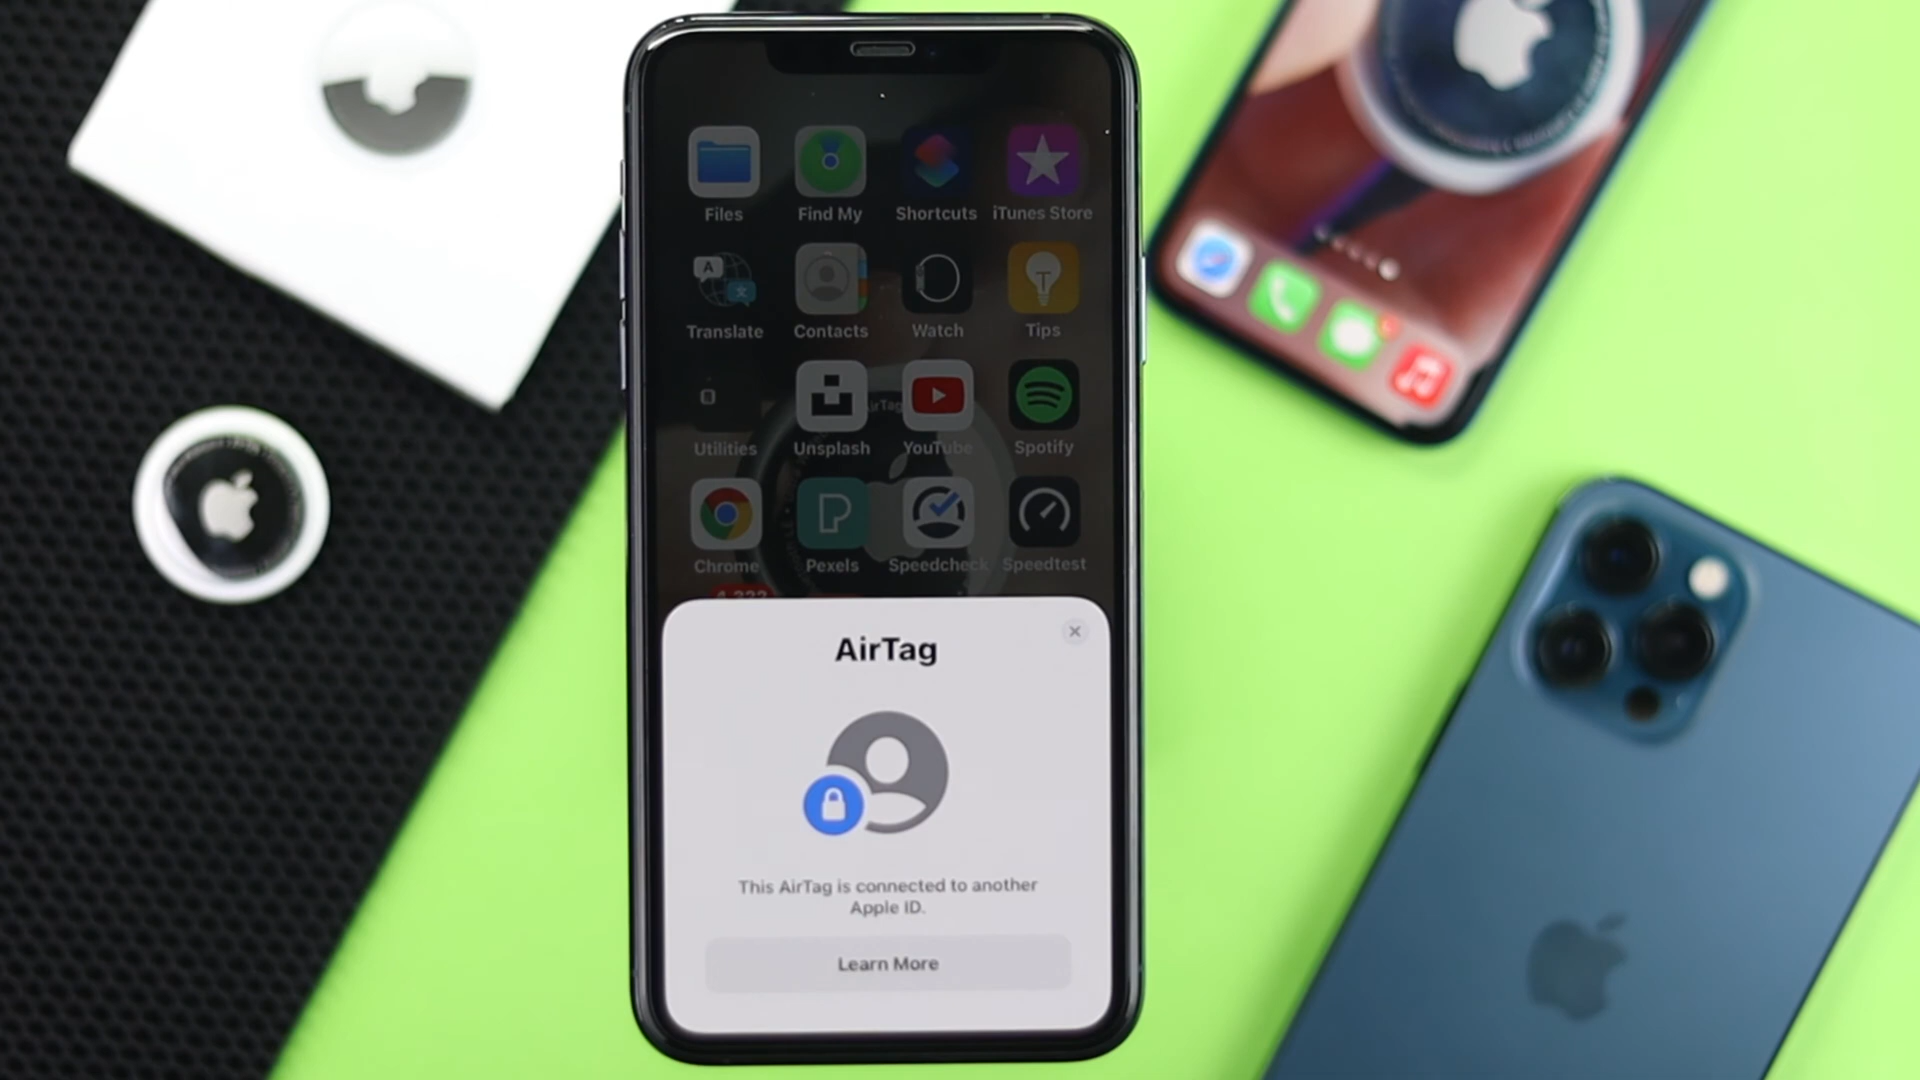 Files
Find My
Shortcuts
iTunes Store
A
Translate
Contacts
Watch
Tips
Utilities
Unsplash
YouTube
Spotify
Chrome
Pexels
Speedcheck
Speedtest
AirTag
This AirTag is connected to another
Apple ID.
Learn More